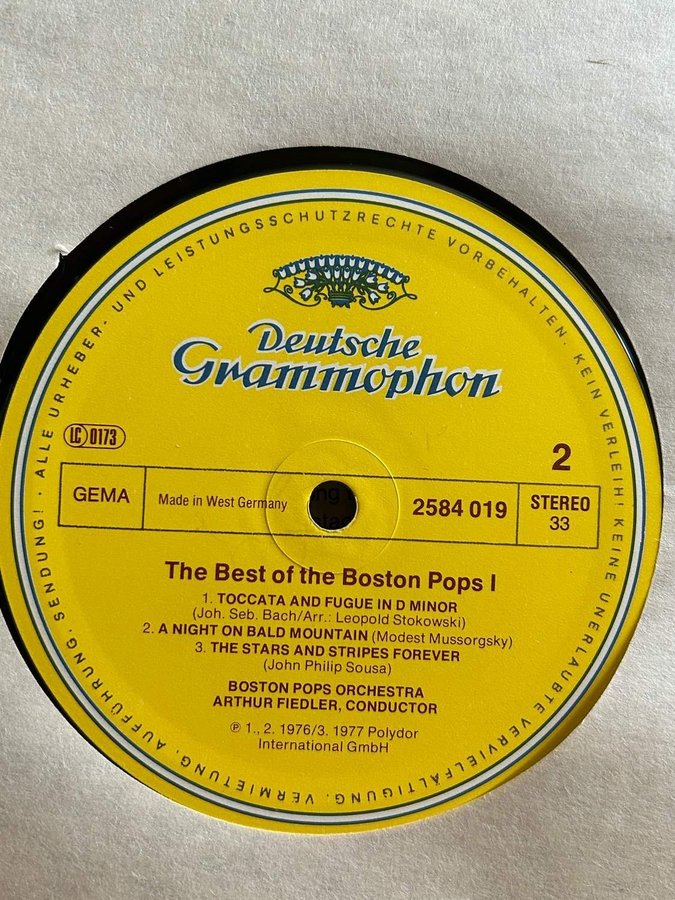 ALLE URHEBER- UND LEISTUNGSSCHUTZRECHTE VORBEHALTEN. KEIN VERLEIH! KEINE UNERLAUBTE VERVIELFÄLTIGUNG, VERMIETUNG, AUFFÜHRUNG, SENDUNG! ·
Deutsche
Grammophon
LC 0173
2
GEMA
Made in West Germany
2584 019
STEREO
33
The Best of the Boston Pops I
1. TOCCATA AND FUGUE IN D MINOR
(Joh. Seb. Bach/Arr.: Leopold Stokowski)
2. A NIGHT ON BALD MOUNTAIN (Modest Mussorgsky)
3. THE STARS AND STRIPES FOREVER
(John Philip Sousa)
BOSTON POPS ORCHESTRA
ARTHUR FIEDLER, CONDUCTOR
℗ 1., 2. 1976/3. 1977 Polydor
International GmbH